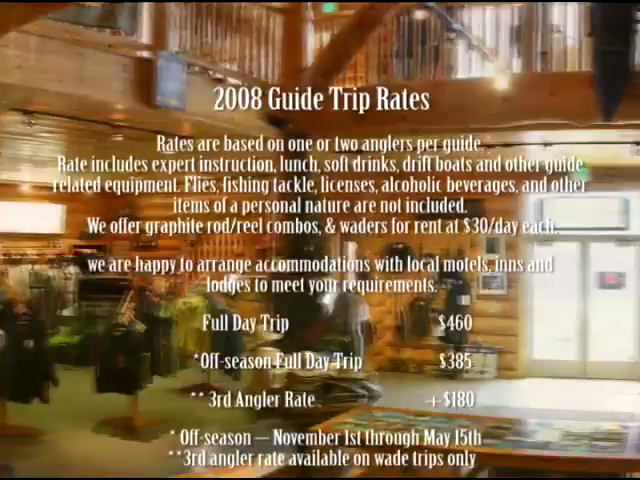 2008 Guide Trip Rates
Rates are based on one or two anglers per guide.
Rate includes expert instruction, lunch, soft drinks, drift boats and other guide
related equipment. Flies, fishing tackle, licenses, alcoholic beverages, and other
items of a personal nature are not included.
We offer graphite rod/reel combos, & waders for rent at $30/day each.
we are happy to arrange accommodations with local motels, inns and
lodges to meet your requirements.
Full Day Trip $460
*Off-season Full Day Trip $385
** 3rd Angler Rate +$180
* Off-season — November 1st through May 15th
**3rd angler rate available on wade trips only